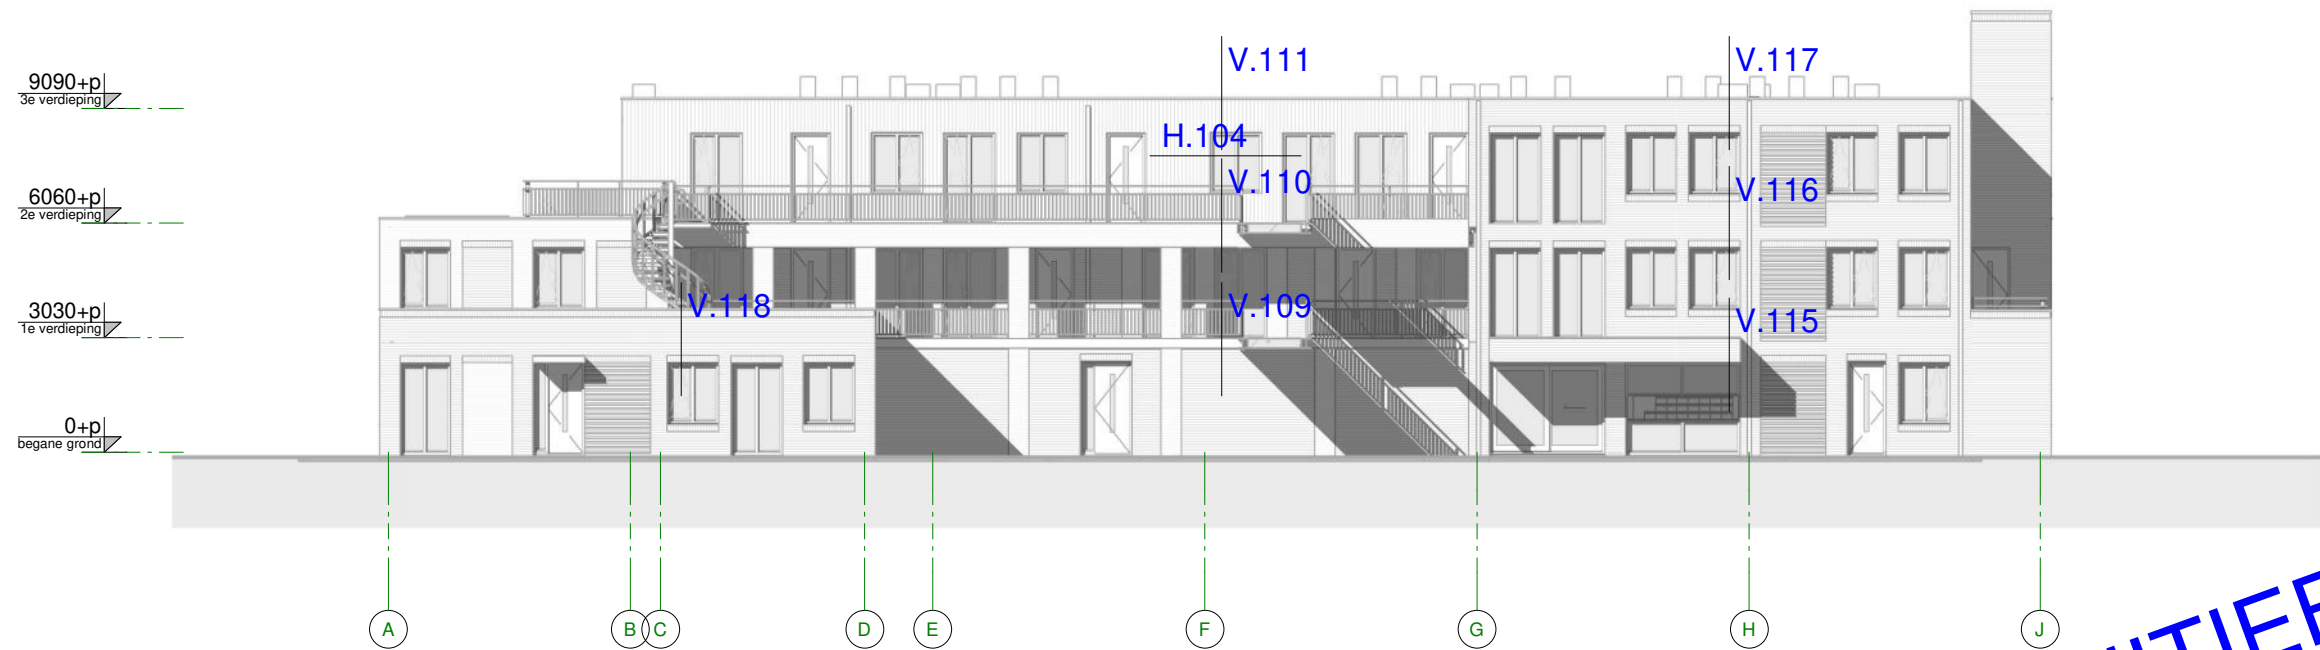 V.111
V.117
9090+p
3e verdieping
H.104
V.110
V.116
6060+p
2e verdieping
V.118
V.109
V.115
3030+p
1e verdieping
0+p
begane grond
A B C D E F G H J